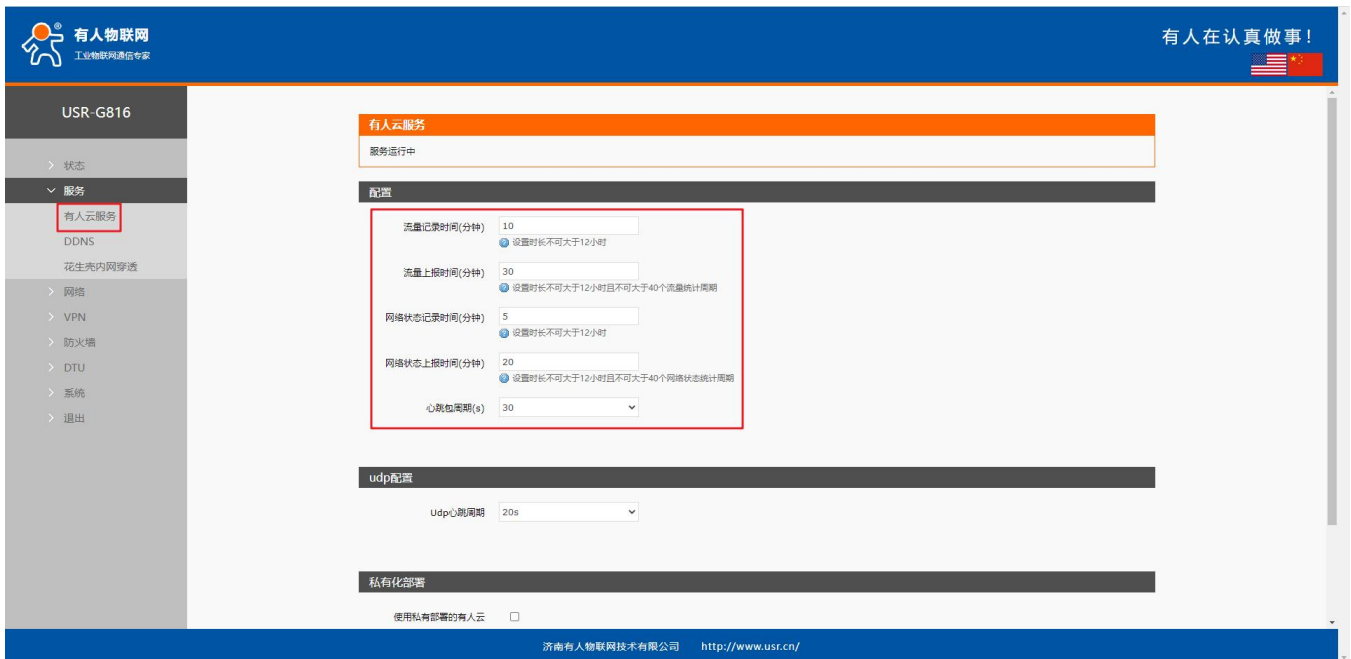 有人物联网
工业物联网通信专家
有人在认真做事!
USR-G816
状态
服务
有人云服务
DDNS
花生壳内网穿透
网络
VPN
防火墙
DTU
系统
退出
有人云服务
服务运行中
配置
流量记录时间(分钟) 10
设置时长不可大于12小时
流量上报时间(分钟) 30
设置时长不可大于12小时且不可大于40个流量统计周期
网络状态记录时间(分钟) 5
设置时长不可大于12小时
网络状态上报时间(分钟) 20
设置时长不可大于12小时且不可大于40个网络状态统计周期
心跳包周期(s) 30
udp配置
Udp心跳周期 20s
私有化部署
使用私有部署的有人云
济南有人物联网技术有限公司 http://www.usr.cn/